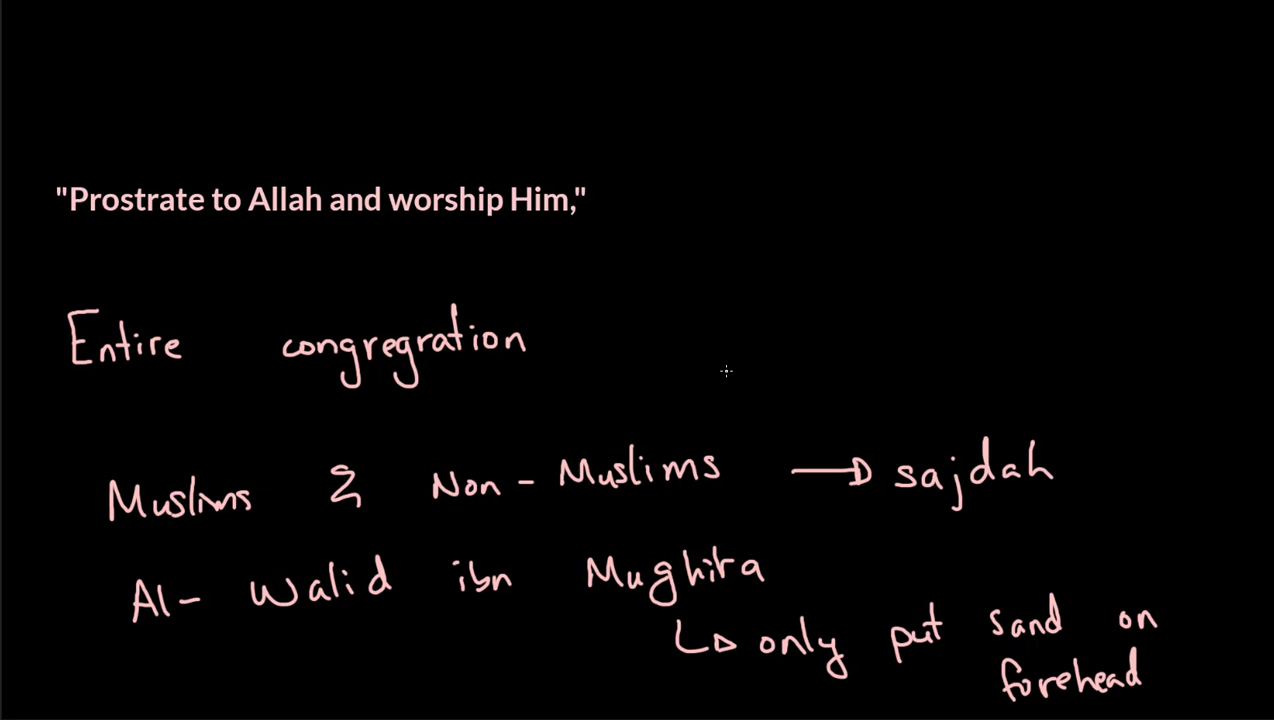 "Prostrate to Allah and worship Him,"
Entire congregration
Muslims & Non-Muslims → sajdah
Al-Walid ibn Mughira
↳ only put sand on
forehead